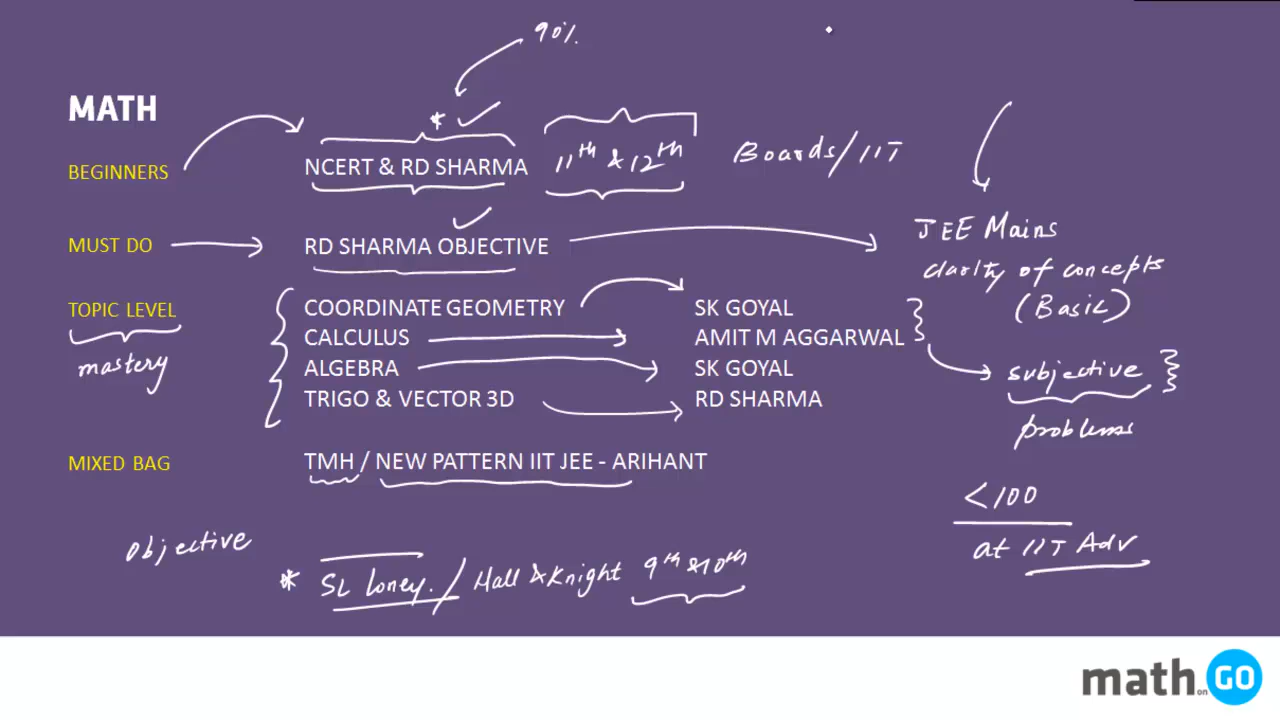 90%
MATH
BEGINNERS NCERT & RD SHARMA 11th & 12th Boards/IIT
MUST DO RD SHARMA OBJECTIVE JEE Mains
clarity of concepts
(Basic)
TOPIC LEVEL COORDINATE GEOMETRY SK GOYAL
mastery CALCULUS AMIT M AGGARWAL
ALGEBRA SK GOYAL subjective
TRIGO & VECTOR 3D RD SHARMA problems
MIXED BAG TMH / NEW PATTERN IIT JEE - ARIHANT
<100
at IIT Adv
Objective
* SL Loney. / Hall & Knight 9th & 10th
math on GO